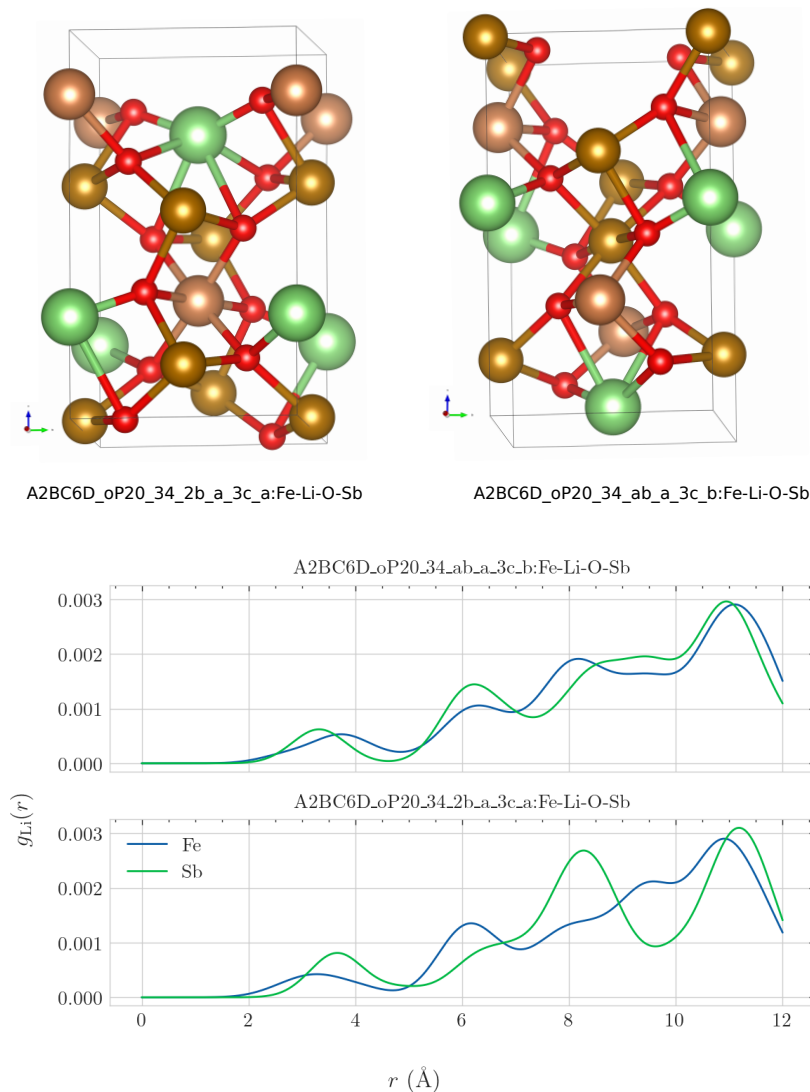 A2BC6D_oP20_34_2b_a_3c_a:Fe-Li-O-Sb
A2BC6D_oP20_34_ab_a_3c_b:Fe-Li-O-Sb
A2BC6D_oP20_34_ab_a_3c_b:Fe-Li-O-Sb
0.003
0.002
0.001
0.000
A2BC6D_oP20_34_2b_a_3c_a:Fe-Li-O-Sb
0.003
0.002
0.001
0.000
Fe
Sb
0 2 4 6 8 10 12
g_Li(r)
r (Å)